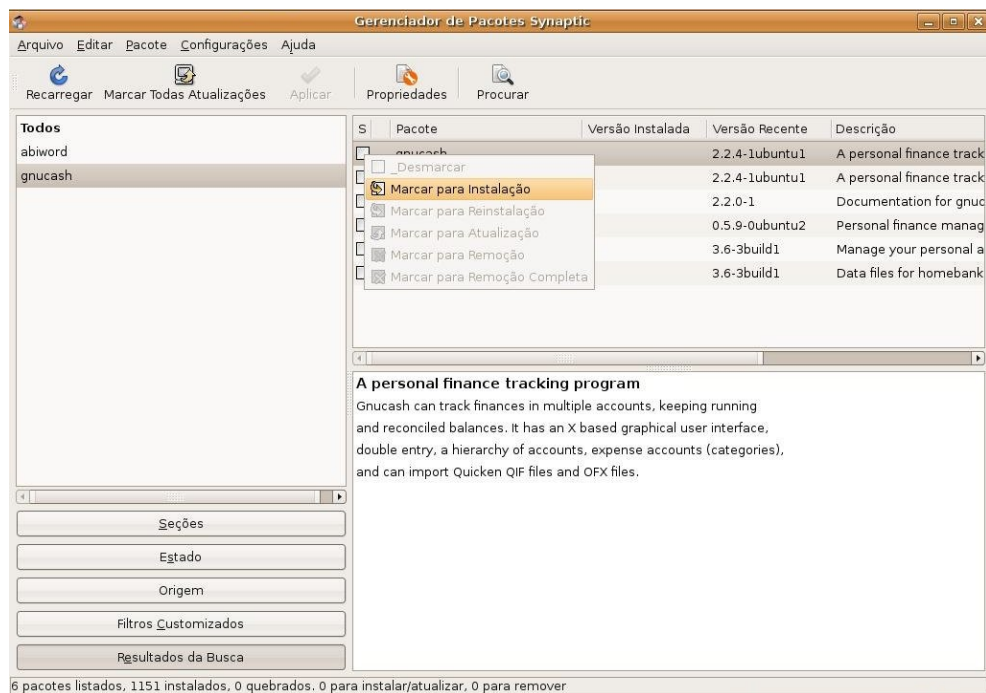 Gerenciador de Pacotes Synaptic
Arquivo Editar Pacote Configurações Ajuda
Recarregar Marcar Todas Atualizações Aplicar Propriedades Procurar
Todos
abiword
gnucash
S Pacote Versão Instalada Versão Recente Descrição
gnucash 2.2.4-1ubuntu1 A personal finance track
2.2.4-1ubuntu1 A personal finance track
2.2.0-1 Documentation for gnuc
0.5.9-0ubuntu2 Personal finance manag
3.6-3build1 Manage your personal a
3.6-3build1 Data files for homebank
_Desmarcar
Marcar para Instalação
Marcar para Reinstalação
Marcar para Atualização
Marcar para Remoção
Marcar para Remoção Completa
A personal finance tracking program
Gnucash can track finances in multiple accounts, keeping running
and reconciled balances. It has an X based graphical user interface,
double entry, a hierarchy of accounts, expense accounts (categories),
and can import Quicken QIF files and OFX files.
Seções
Estado
Origem
Filtros Customizados
Resultados da Busca
6 pacotes listados, 1151 instalados, 0 quebrados. 0 para instalar/atualizar, 0 para remover